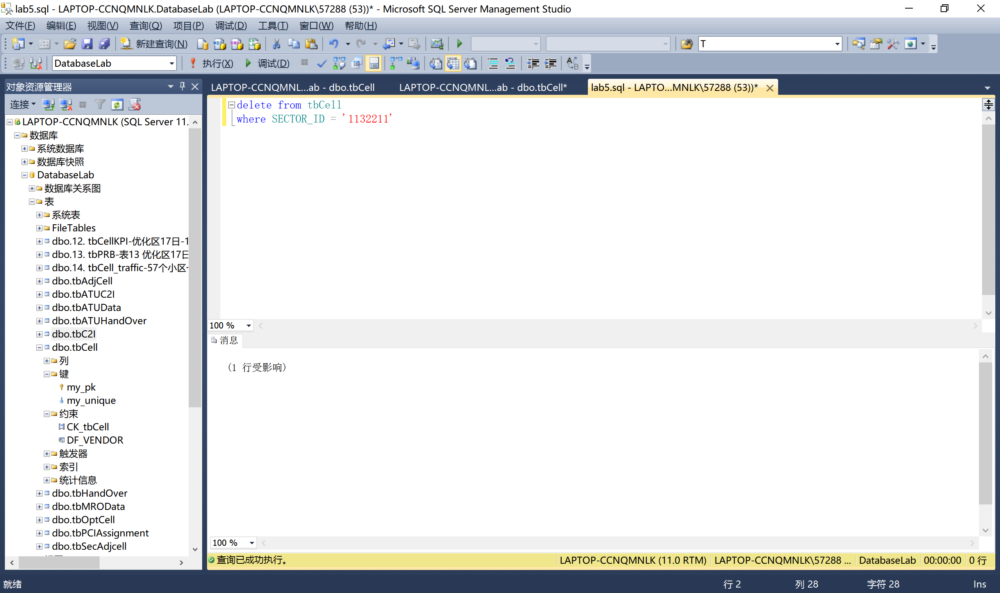 lab5.sql - LAPTOP-CCNQMNLK.DatabaseLab (LAPTOP-CCNQMNLK\57288 (53))* - Microsoft SQL Server Management Studio
文件(F) 编辑(E) 视图(V) 查询(Q) 项目(P) 调试(D) 工具(T) 窗口(W) 帮助(H)
新建查询(N) T
DatabaseLab 执行(X) 调试(D)
对象资源管理器
连接
LAPTOP-CCNQMNLK (SQL Server 11.
数据库
系统数据库
数据库快照
DatabaseLab
数据库关系图
表
系统表
FileTables
dbo.12. tbCellKPI-优化区17日-1
dbo.13. tbPRB-表13 优化区17日
dbo.14. tbCell_traffic-57个小区-
dbo.tbAdjCell
dbo.tbATUC2I
dbo.tbATUData
dbo.tbATUHandOver
dbo.tbC2I
dbo.tbCell
列
键
my_pk
my_unique
约束
CK_tbCell
DF_VENDOR
触发器
索引
统计信息
dbo.tbHandOver
dbo.tbMROData
dbo.tbOptCell
dbo.tbPCIAssignment
dbo.tbSecAdjcell
LAPTOP-CCNQMNL...ab - dbo.tbCell LAPTOP-CCNQMNL...ab - dbo.tbCell* lab5.sql - LAPTO...MNLK\57288 (53))*
delete from tbCell
where SECTOR_ID = '1132211'
100 %
消息
(1 行受影响)
100 %
查询已成功执行。 LAPTOP-CCNQMNLK (11.0 RTM) LAPTOP-CCNQMNLK\57288 ... DatabaseLab 00:00:00 0 行
就绪 行 2 列 28 字符 28 Ins